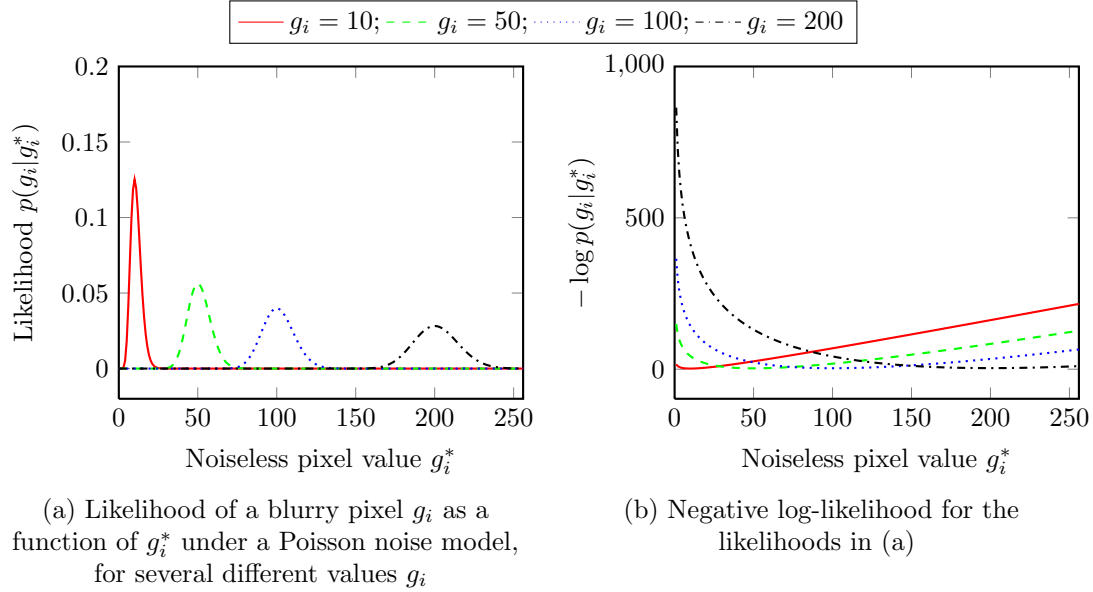 g_i = 10; g_i = 50; g_i = 100; g_i = 200
0.2
0.15
0.1
0.05
0
Likelihood p(g_i|g_i^*)
0 50 100 150 200 250
Noiseless pixel value g_i^*
(a) Likelihood of a blurry pixel g_i as a
function of g_i^* under a Poisson noise model,
for several different values g_i
1,000
500
0
− log p(g_i|g_i^*)
0 50 100 150 200 250
Noiseless pixel value g_i^*
(b) Negative log-likelihood for the
likelihoods in (a)